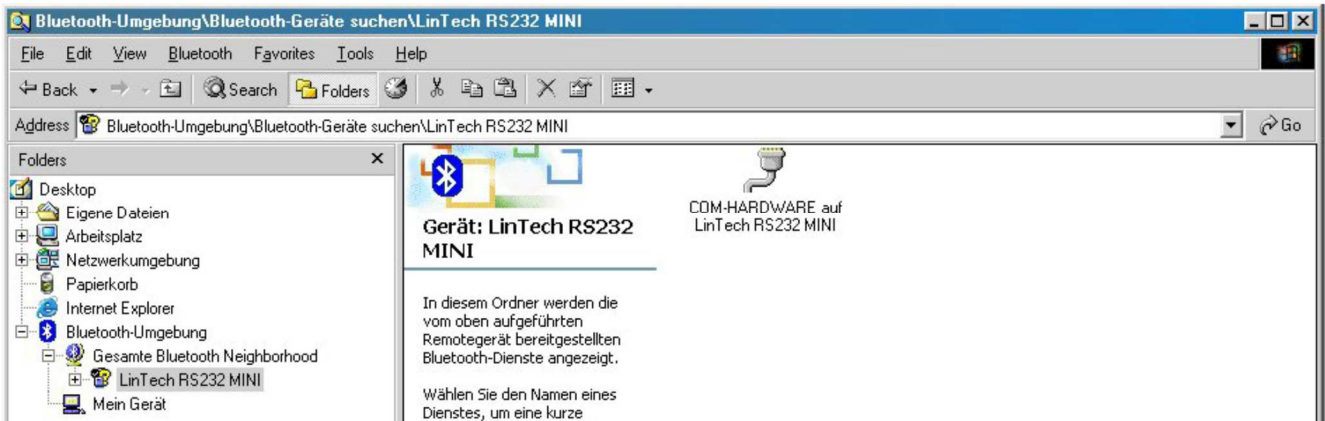 Bluetooth-Umgebung\Bluetooth-Geräte suchen\LinTech RS232 MINI
File Edit View Bluetooth Favorites Tools Help
Back Search Folders
Address Bluetooth-Umgebung\Bluetooth-Geräte suchen\LinTech RS232 MINI Go
Folders
Desktop
Eigene Dateien
Arbeitsplatz
Netzwerkumgebung
Papierkorb
Internet Explorer
Bluetooth-Umgebung
Gesamte Bluetooth Neighborhood
LinTech RS232 MINI
Mein Gerät
Gerät: LinTech RS232
MINI
In diesem Ordner werden die
vom oben aufgeführten
Remotegerät bereitgestellten
Bluetooth-Dienste angezeigt.
Wählen Sie den Namen eines
Dienstes, um eine kurze
COM-HARDWARE auf
LinTech RS232 MINI